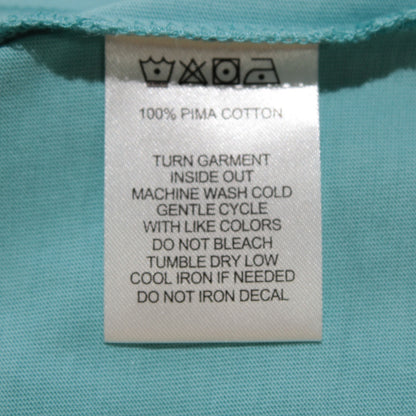 100% PIMA COTTON
TURN GARMENT
INSIDE OUT
MACHINE WASH COLD
GENTLE CYCLE
WITH LIKE COLORS
DO NOT BLEACH
TUMBLE DRY LOW
COOL IRON IF NEEDED
DO NOT IRON DECAL